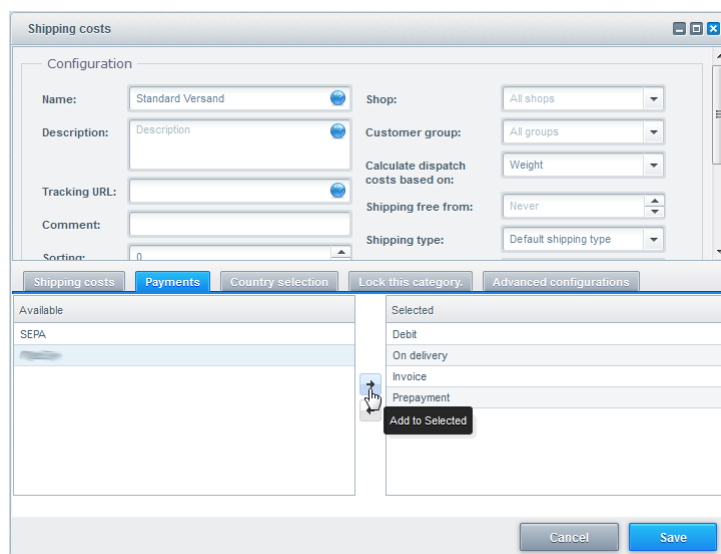 Shipping costs
Configuration
Name: Standard Versand
Description: Description
Tracking URL:
Comment:
Sorting: 0
Shop: All shops
Customer group: All groups
Calculate dispatch
costs based on: Weight
Shipping free from: Never
Shipping type: Default shipping type
Shipping costs Payments Country selection Lock this category. Advanced configurations
Available
SEPA
Selected
Debit
On delivery
Invoice
Prepayment
Add to Selected
Cancel Save